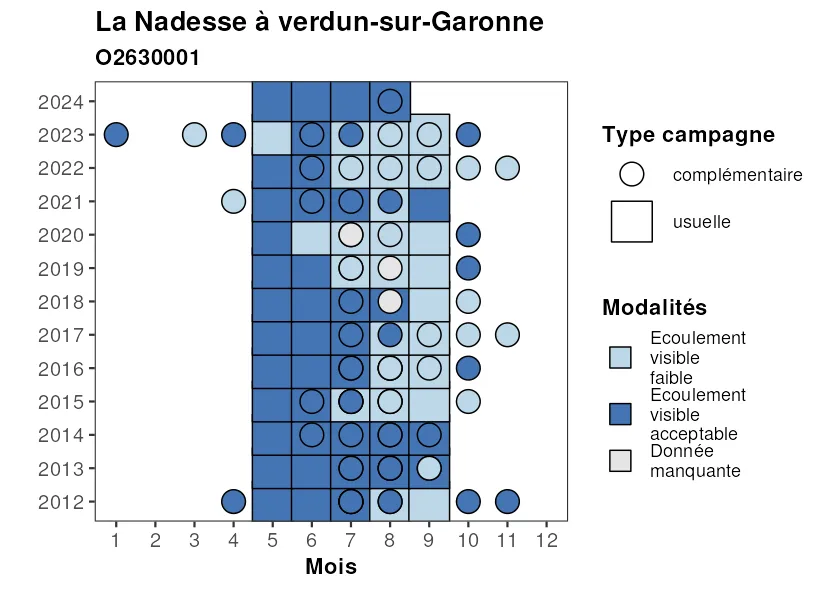 La Nadesse à verdun-sur-Garonne
O2630001
2024
2023
2022
2021
2020
2019
2018
2017
2016
2015
2014
2013
2012
1 2 3 4 5 6 7 8 9 10 11 12
Mois
Type campagne
complémentaire
usuelle
Modalités
Ecoulement
visible
faible
Ecoulement
visible
acceptable
Donnée
manquante